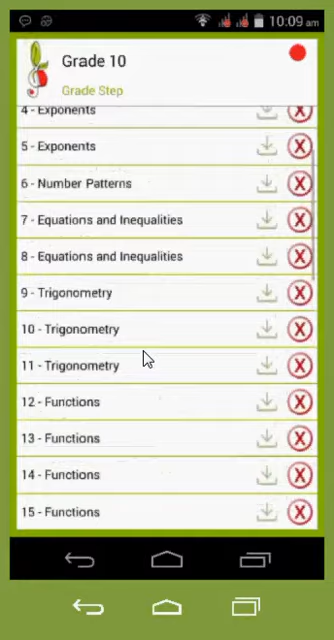 10:09 am
Grade 10
Grade Step
4 - Exponents
5 - Exponents
6 - Number Patterns
7 - Equations and Inequalities
8 - Equations and Inequalities
9 - Trigonometry
10 - Trigonometry
11 - Trigonometry
12 - Functions
13 - Functions
14 - Functions
15 - Functions